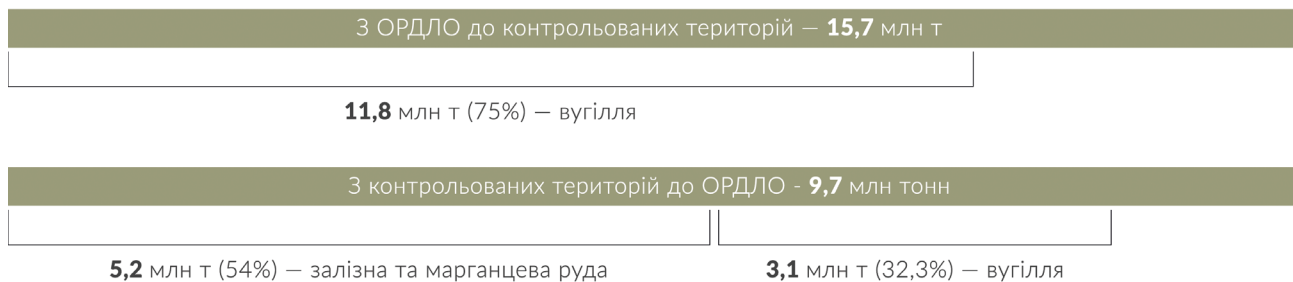 З ОРДЛО до контрольованих територій — 15,7 млн т
11,8 млн т (75%) — вугілля
З контрольованих територій до ОРДЛО - 9,7 млн тонн
5,2 млн т (54%) — залізна та марганцева руда
3,1 млн т (32,3%) — вугілля